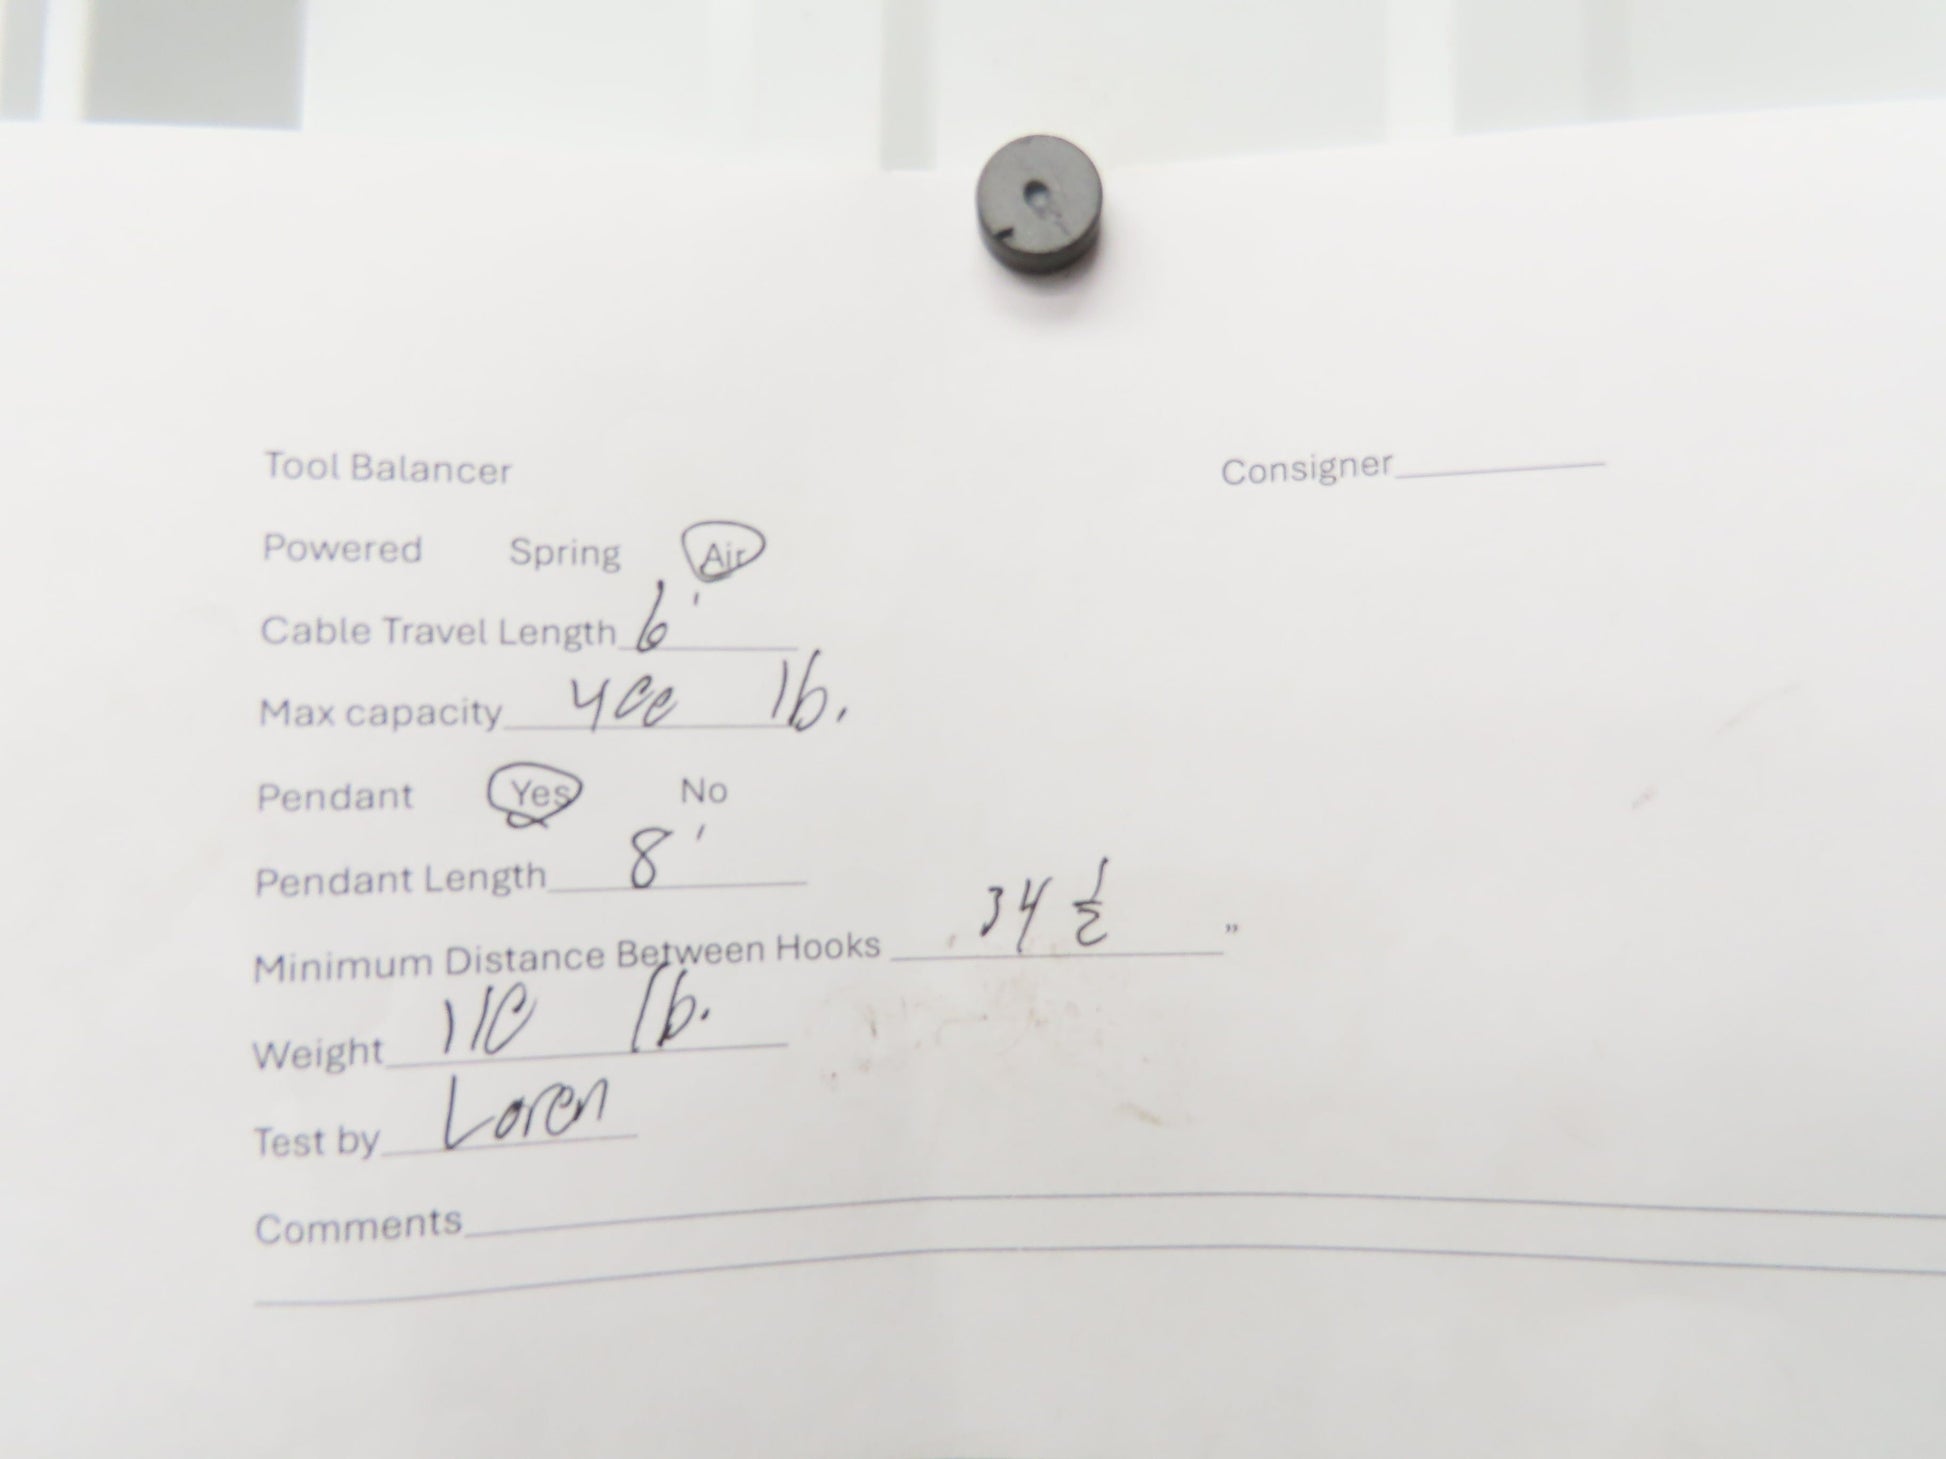 Tool Balancer Consigner
Powered Spring Air
Cable Travel Length 6'
Max capacity 400 lb.
Pendant Yes No
Pendant Length 8'
Minimum Distance Between Hooks 34 1/2 "
Weight 110 lb.
Test by Loren
Comments